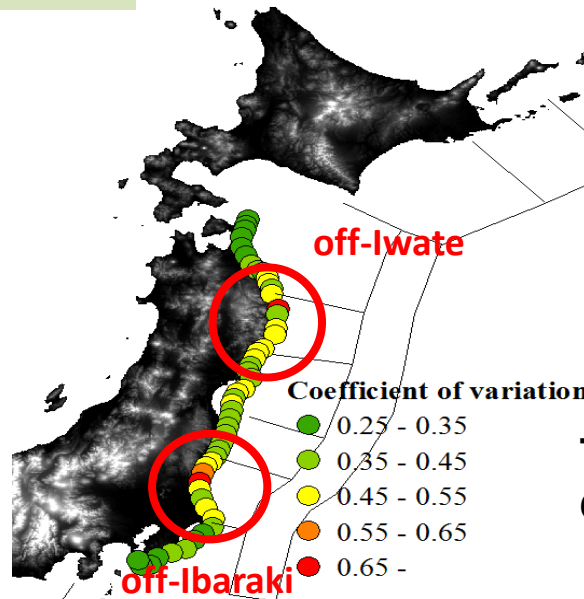 off-Iwate
Coefficient of variation
0.25 - 0.35
0.35 - 0.45
0.45 - 0.55
0.55 - 0.65
0.65 -
off-Ibaraki